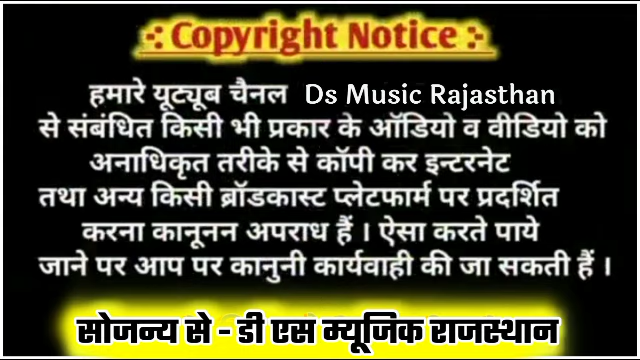 -: Copyright Notice :-
हमारे यूट्यूब चैनल Ds Music Rajasthan
से संबंधित किसी भी प्रकार के ऑडियो व वीडियो को
अनाधिकृत तरीके से कॉपी कर इन्टरनेट
तथा अन्य किसी ब्रॉडकास्ट प्लेटफार्म पर प्रदर्शित
करना कानूनन अपराध हैं । ऐसा करते पाये
जाने पर आप पर कानुनी कार्यवाही की जा सकती हैं ।
सोजन्य से - डी एस म्यूजिक राजस्थान